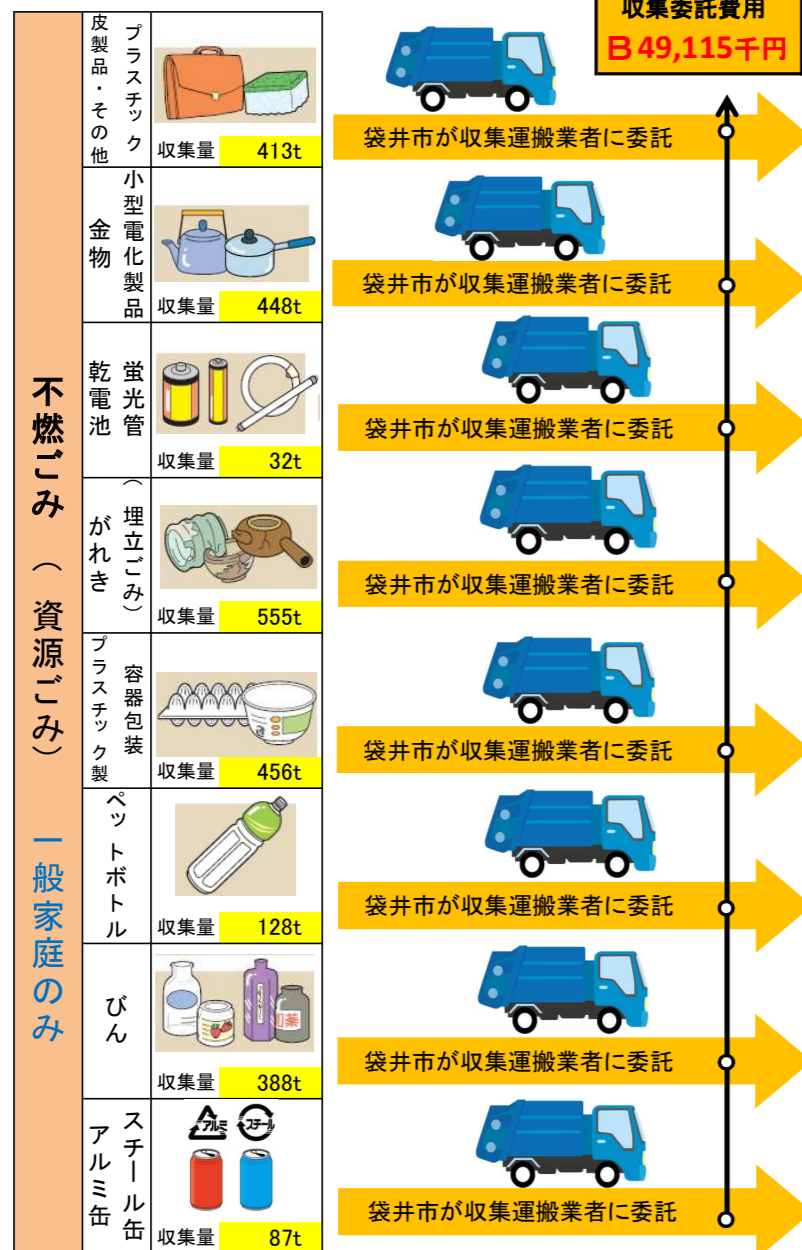 収集委託費用
B 49,115千円
不燃ごみ（資源ごみ） 一般家庭のみ
プラスチック
皮製品・その他
収集量 413t
袋井市が収集運搬業者に委託
小型電化製品
金物
収集量 448t
袋井市が収集運搬業者に委託
蛍光管
乾電池
収集量 32t
袋井市が収集運搬業者に委託
（埋立ごみ）
がれき
収集量 555t
袋井市が収集運搬業者に委託
容器包装
プラスチック製
収集量 456t
袋井市が収集運搬業者に委託
ペットボトル
収集量 128t
袋井市が収集運搬業者に委託
びん
収集量 388t
袋井市が収集運搬業者に委託
スチール缶
アルミ缶
アルミ
スチール
収集量 87t
袋井市が収集運搬業者に委託